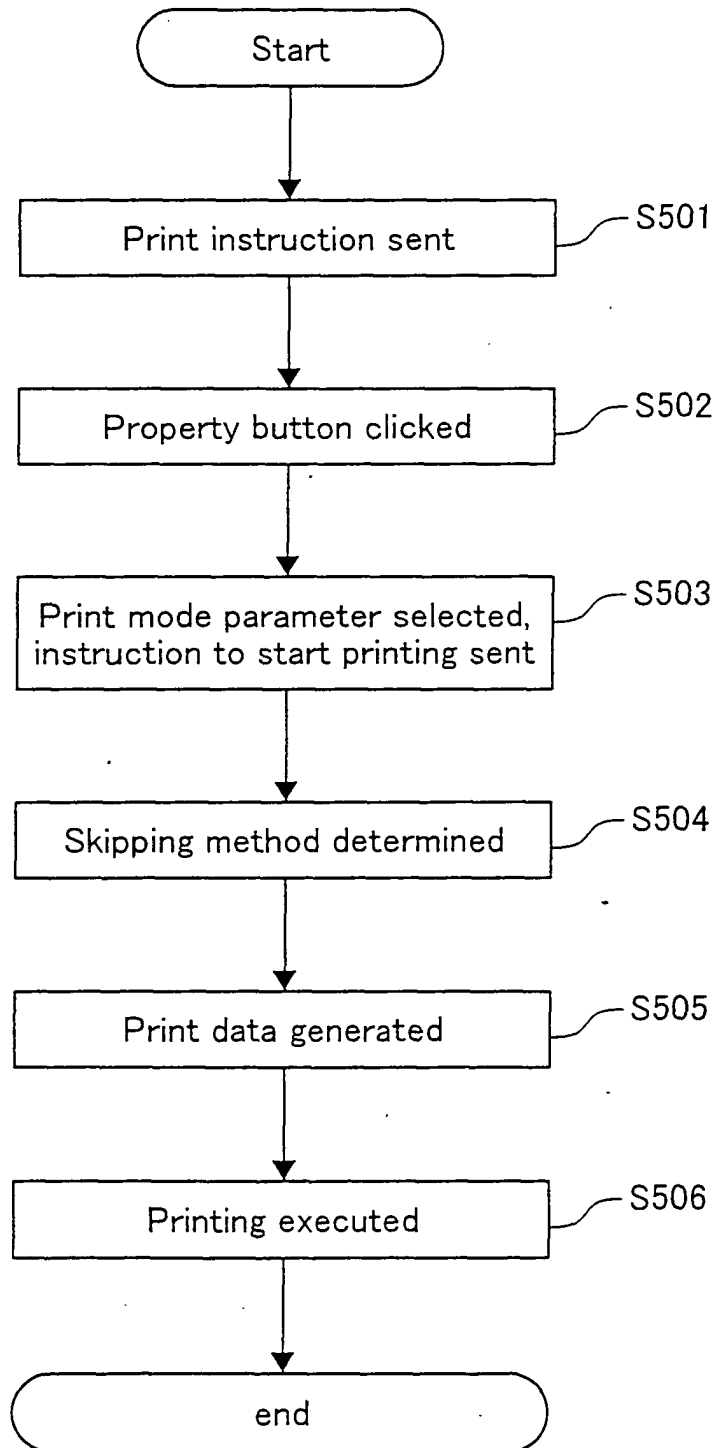 Start
Print instruction sent
S501
Property button clicked
S502
Print mode parameter selected,
instruction to start printing sent
S503
Skipping method determined
S504
Print data generated
S505
Printing executed
S506
end